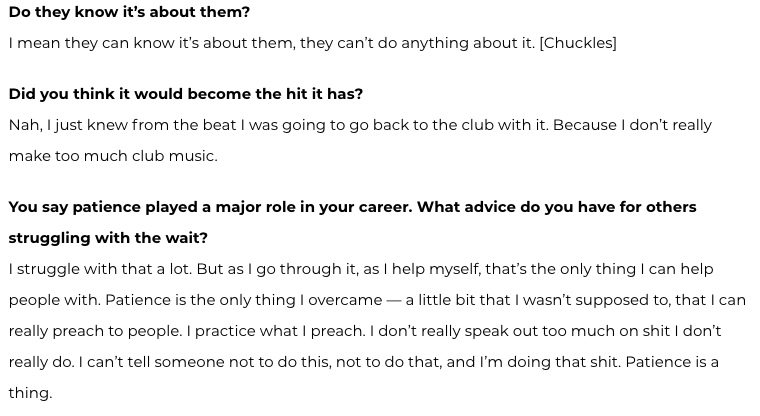 Do they know it’s about them?
I mean they can know it’s about them, they can’t do anything about it. [Chuckles]
Did you think it would become the hit it has?
Nah, I just knew from the beat I was going to go back to the club with it. Because I don’t really
make too much club music.
You say patience played a major role in your career. What advice do you have for others
struggling with the wait?
I struggle with that a lot. But as I go through it, as I help myself, that’s the only thing I can help
people with. Patience is the only thing I overcame — a little bit that I wasn’t supposed to, that I can
really preach to people. I practice what I preach. I don’t really speak out too much on shit I don’t
really do. I can’t tell someone not to do this, not to do that, and I’m doing that shit. Patience is a
thing.